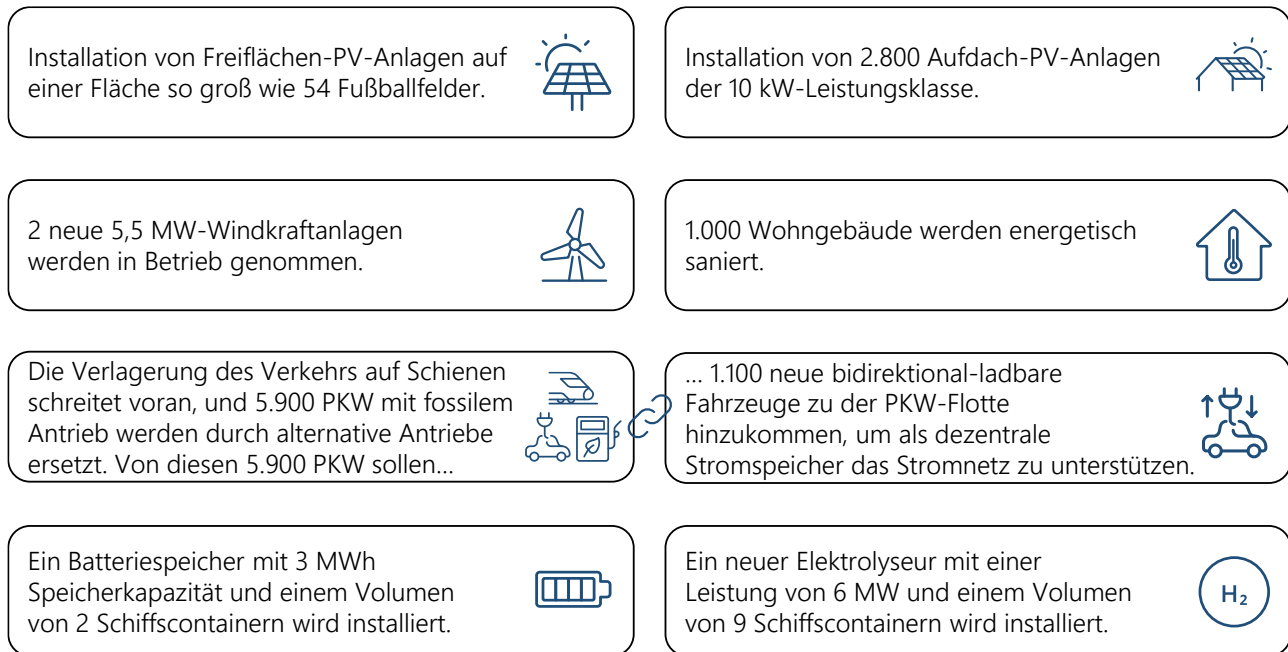 Installation von Freiflächen-PV-Anlagen auf
einer Fläche so groß wie 54 Fußballfelder.
Installation von 2.800 Aufdach-PV-Anlagen
der 10 kW-Leistungsklasse.
2 neue 5,5 MW-Windkraftanlagen
werden in Betrieb genommen.
1.000 Wohngebäude werden energetisch
saniert.
Die Verlagerung des Verkehrs auf Schienen
schreitet voran, und 5.900 PKW mit fossilem
Antrieb werden durch alternative Antriebe
ersetzt. Von diesen 5.900 PKW sollen...
... 1.100 neue bidirektional-ladbare
Fahrzeuge zu der PKW-Flotte
hinzukommen, um als dezentrale
Stromspeicher das Stromnetz zu unterstützen.
Ein Batteriespeicher mit 3 MWh
Speicherkapazität und einem Volumen
von 2 Schiffscontainern wird installiert.
Ein neuer Elektrolyseur mit einer
Leistung von 6 MW und einem Volumen
von 9 Schiffscontainern wird installiert.
H₂